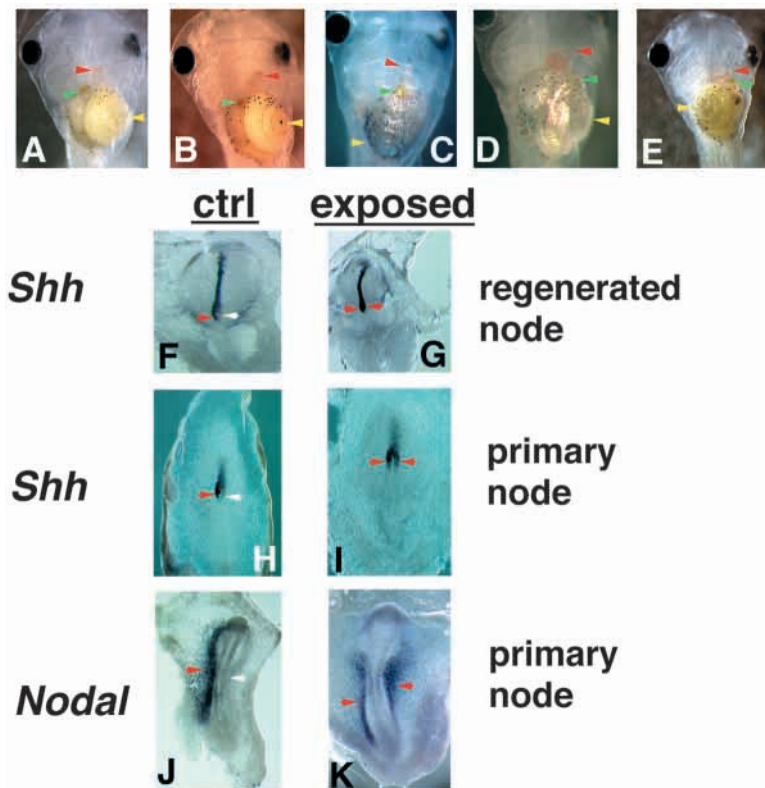 A B C D E
ctrl exposed
Shh F G regenerated
node
Shh H I primary
node
Nodal J K primary
node